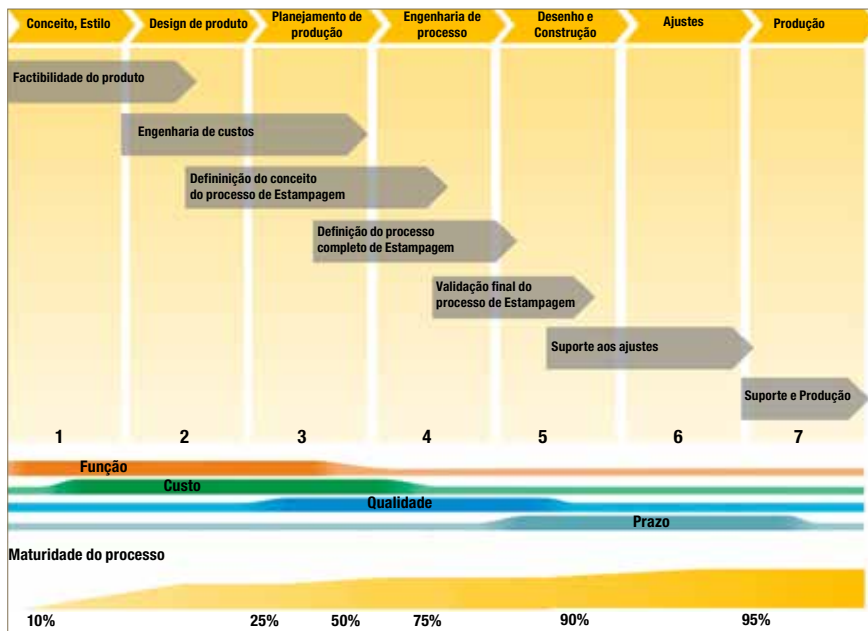 Conceito, Estilo
Design de produto
Planejamento de
produção
Engenharia de
processo
Desenho e
Construção
Ajustes
Produção
Factibilidade do produto
Engenharia de custos
Defininição do conceito
do processo de Estampagem
Definição do processo
completo de Estampagem
Validação final do
processo de Estampagem
Suporte aos ajustes
Suporte e Produção
1 2 3 4 5 6 7
Função
Custo
Qualidade
Prazo
Maturidade do processo
10% 25% 50% 75% 90% 95%